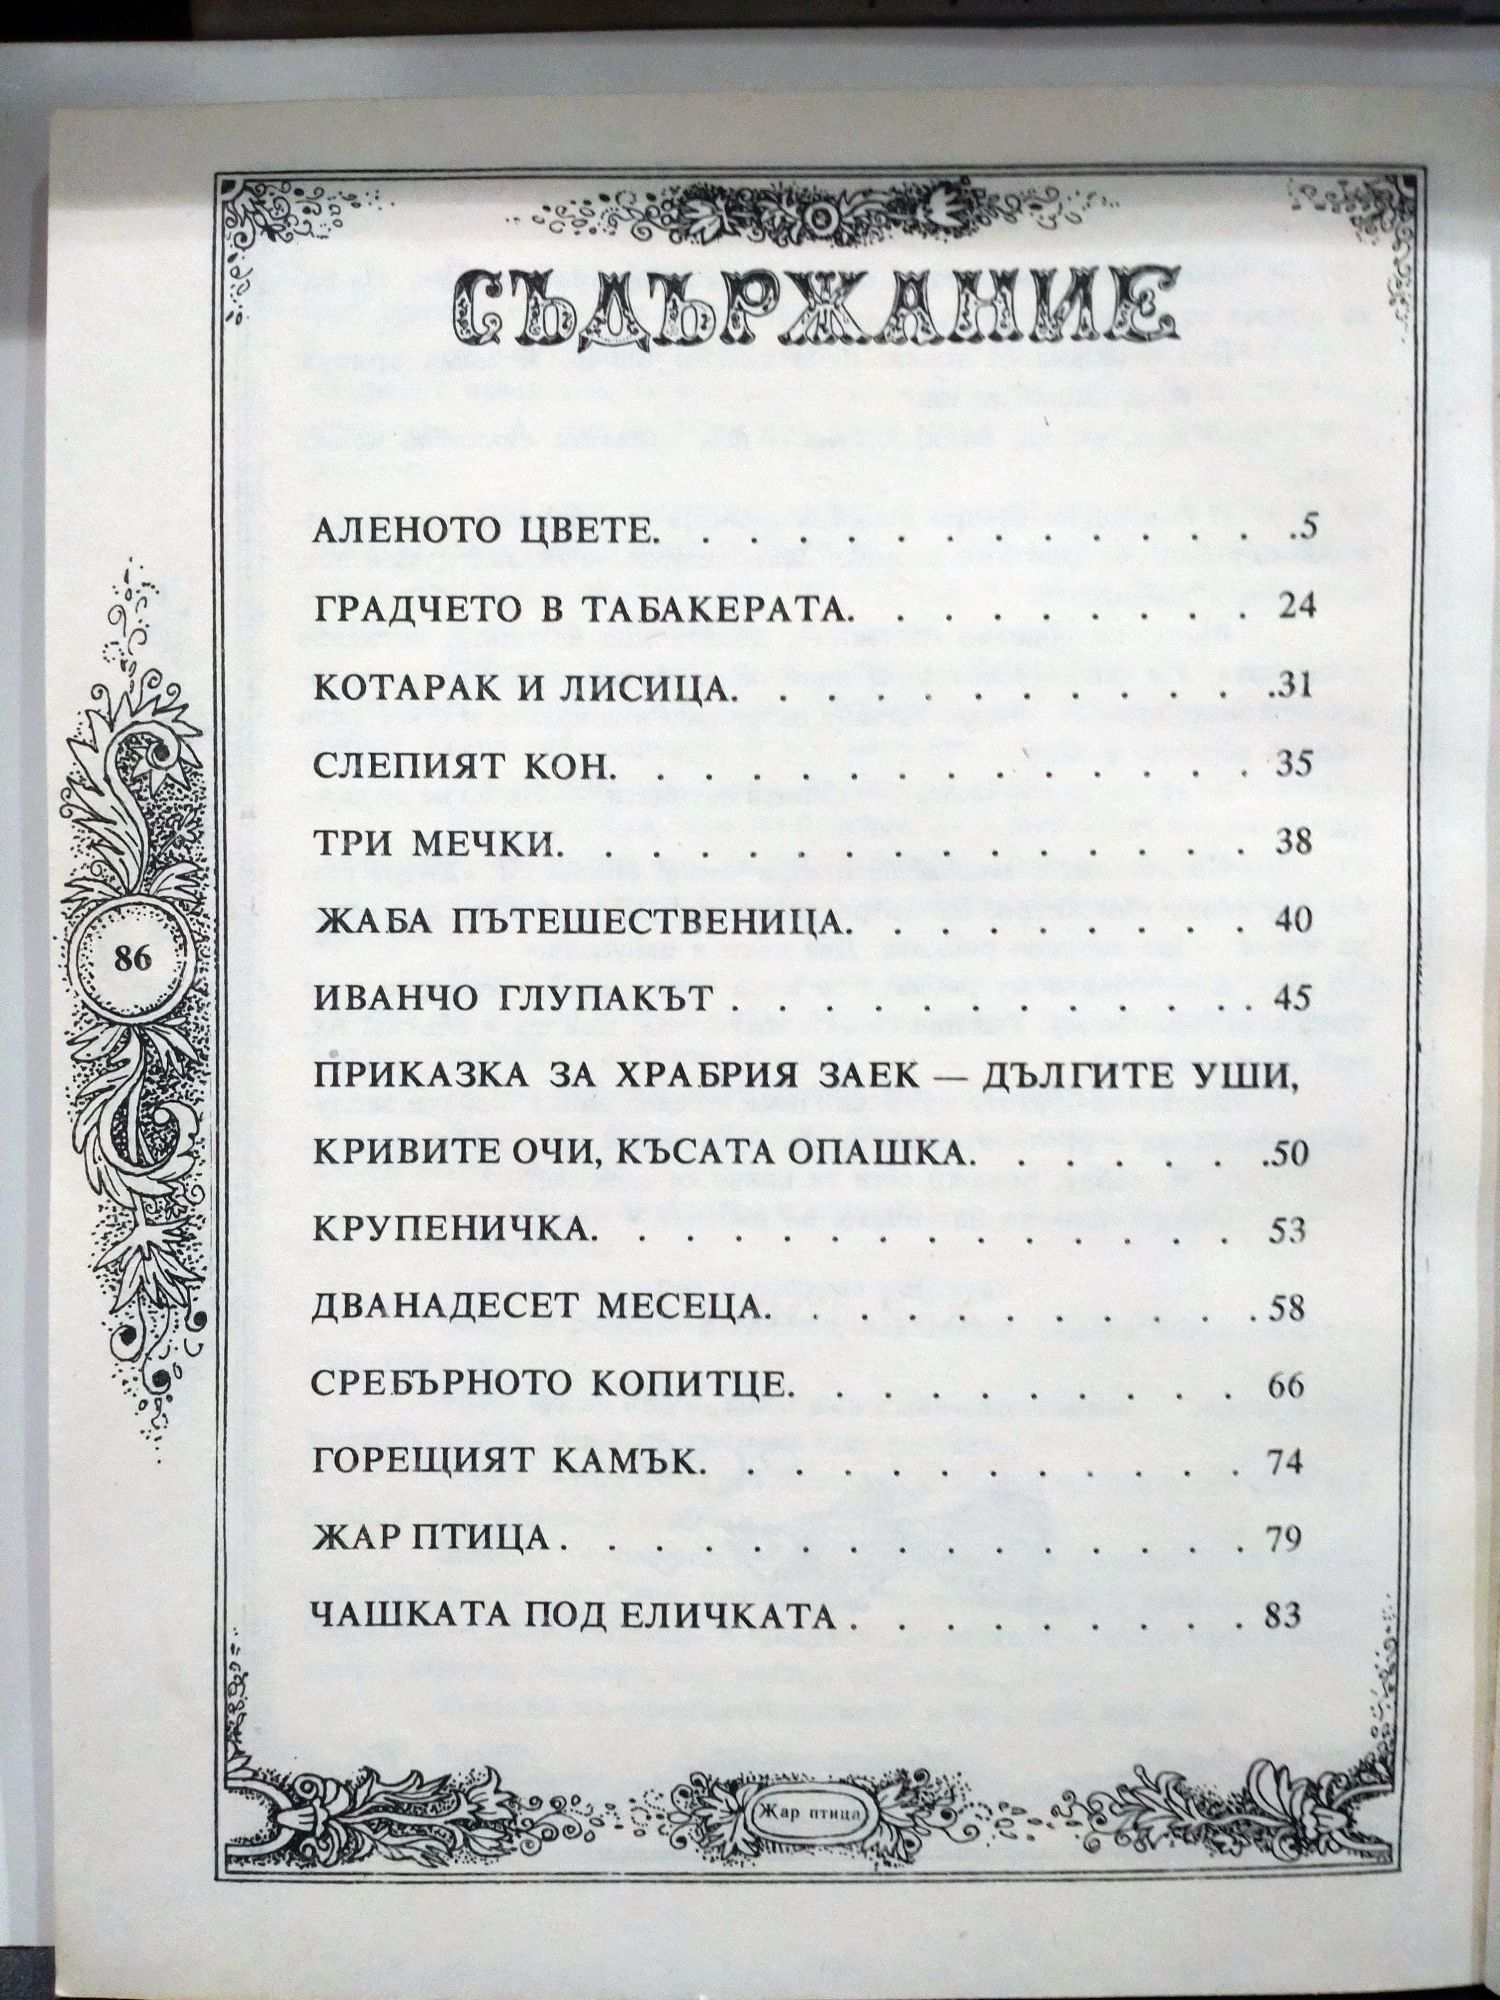 СЪДЪРЖАНИЕ
АЛЕНОТО ЦВЕТЕ. . . . . . . . . . . . . .5
ГРАДЧЕТО В ТАБАКЕРАТА. . . . . . . . . 24
КОТАРАК И ЛИСИЦА. . . . . . . . . . . .31
СЛЕПИЯТ КОН. . . . . . . . . . . . . . 35
ТРИ МЕЧКИ. . . . . . . . . . . . . . . 38
ЖАБА ПЪТЕШЕСТВЕНИЦА. . . . . . . . . 40
86
ИВАНЧО ГЛУПАКЪТ . . . . . . . . . . . 45
ПРИКАЗКА ЗА ХРАБРИЯ ЗАЕК — ДЪЛГИТЕ УШИ,
КРИВИТЕ ОЧИ, КЪСАТА ОПАШКА. . . . . . .50
КРУПЕНИЧКА. . . . . . . . . . . . . . 53
ДВАНАДЕСЕТ МЕСЕЦА. . . . . . . . . . . 58
СРЕБЪРНОТО КОПИТЦЕ. . . . . . . . . . 66
ГОРЕЩИЯТ КАМЪК. . . . . . . . . . . . 74
ЖАР ПТИЦА . . . . . . . . . . . . . . . 79
ЧАШКАТА ПОД ЕЛИЧКАТА . . . . . . . . . 83
Жар птица